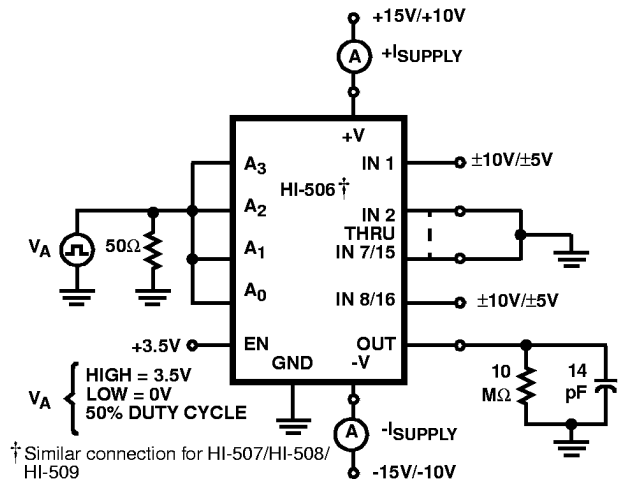 +15V/+10V
A
+ISUPPLY
+V
A3
IN 1
±10V/±5V
HI-506†
A2
IN 2
THRU
VA
50Ω
A1
IN 7/15
A0
IN 8/16
±10V/±5V
+3.5V
EN
OUT
GND
-V
10
MΩ
14
pF
VA
HIGH = 3.5V
LOW = 0V
50% DUTY CYCLE
A
-ISUPPLY
†Similar connection for HI-507/HI-508/
HI-509
-15V/-10V